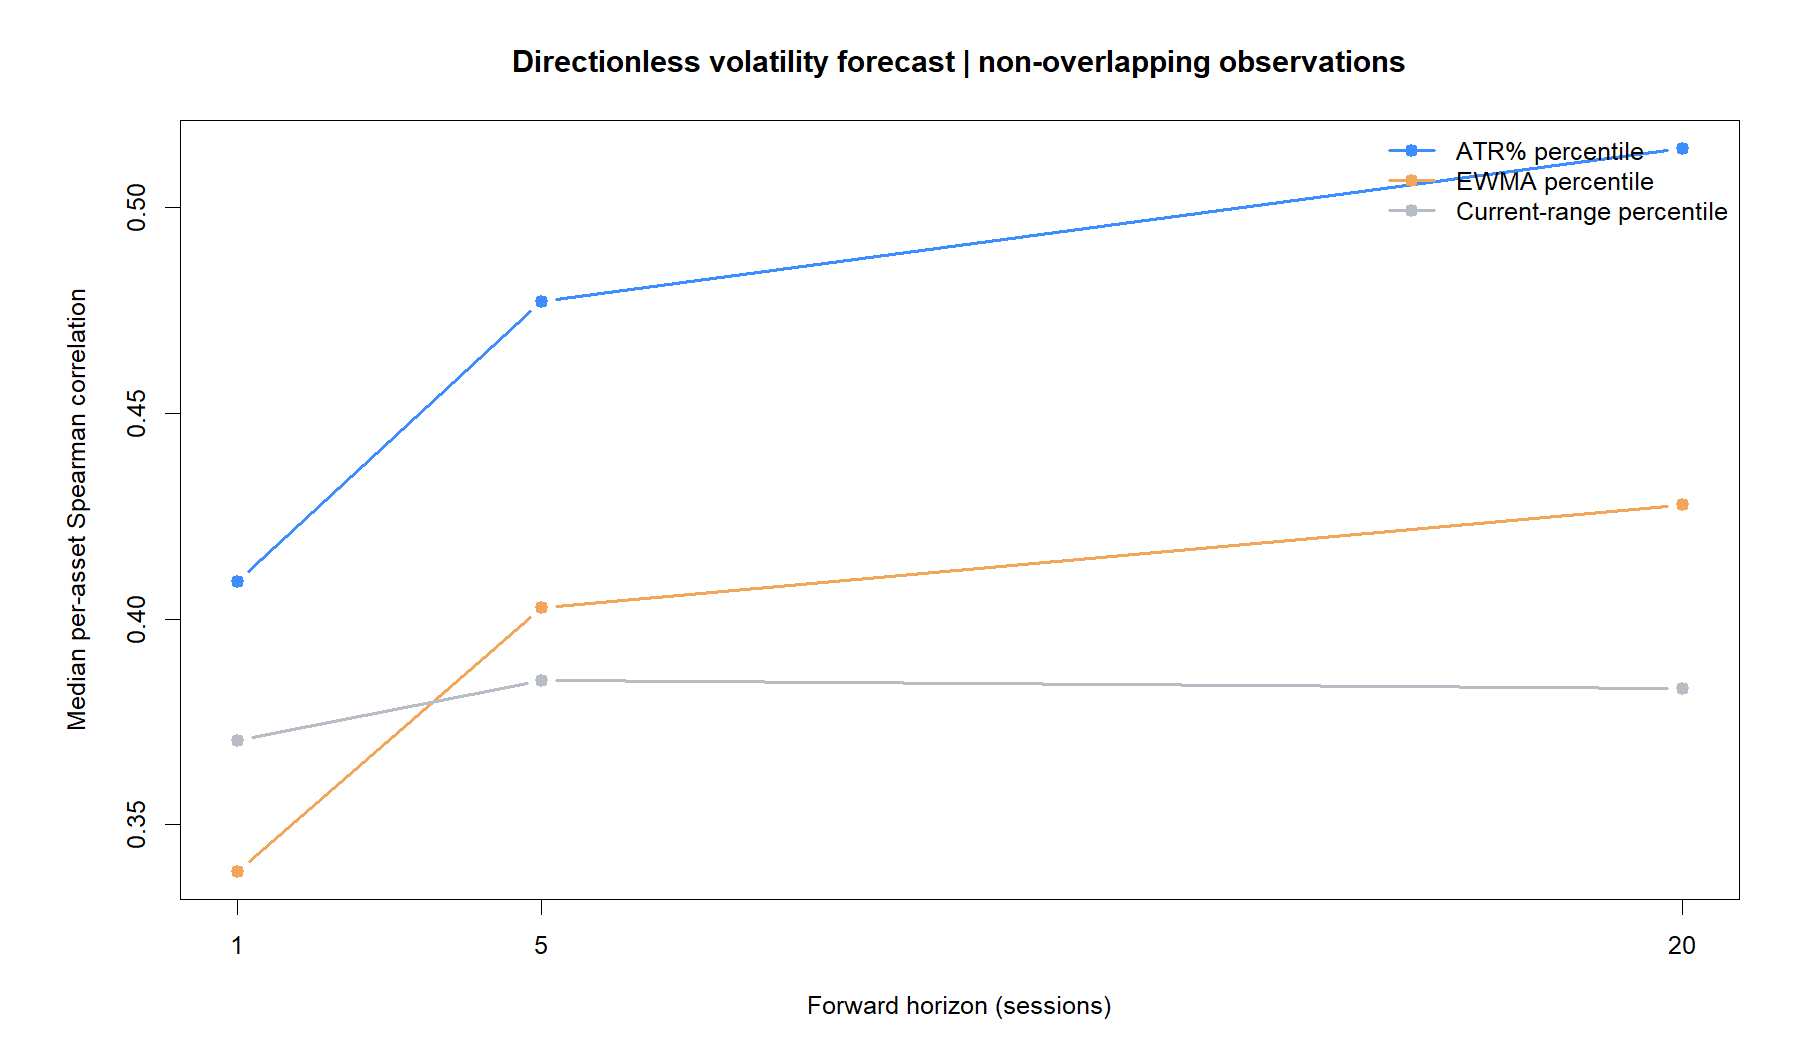 Directionless volatility forecast | non-overlapping observations
ATR% percentile
EWMA percentile
Current-range percentile
Median per-asset Spearman correlation
0.50
0.45
0.40
0.35
1 5 20
Forward horizon (sessions)